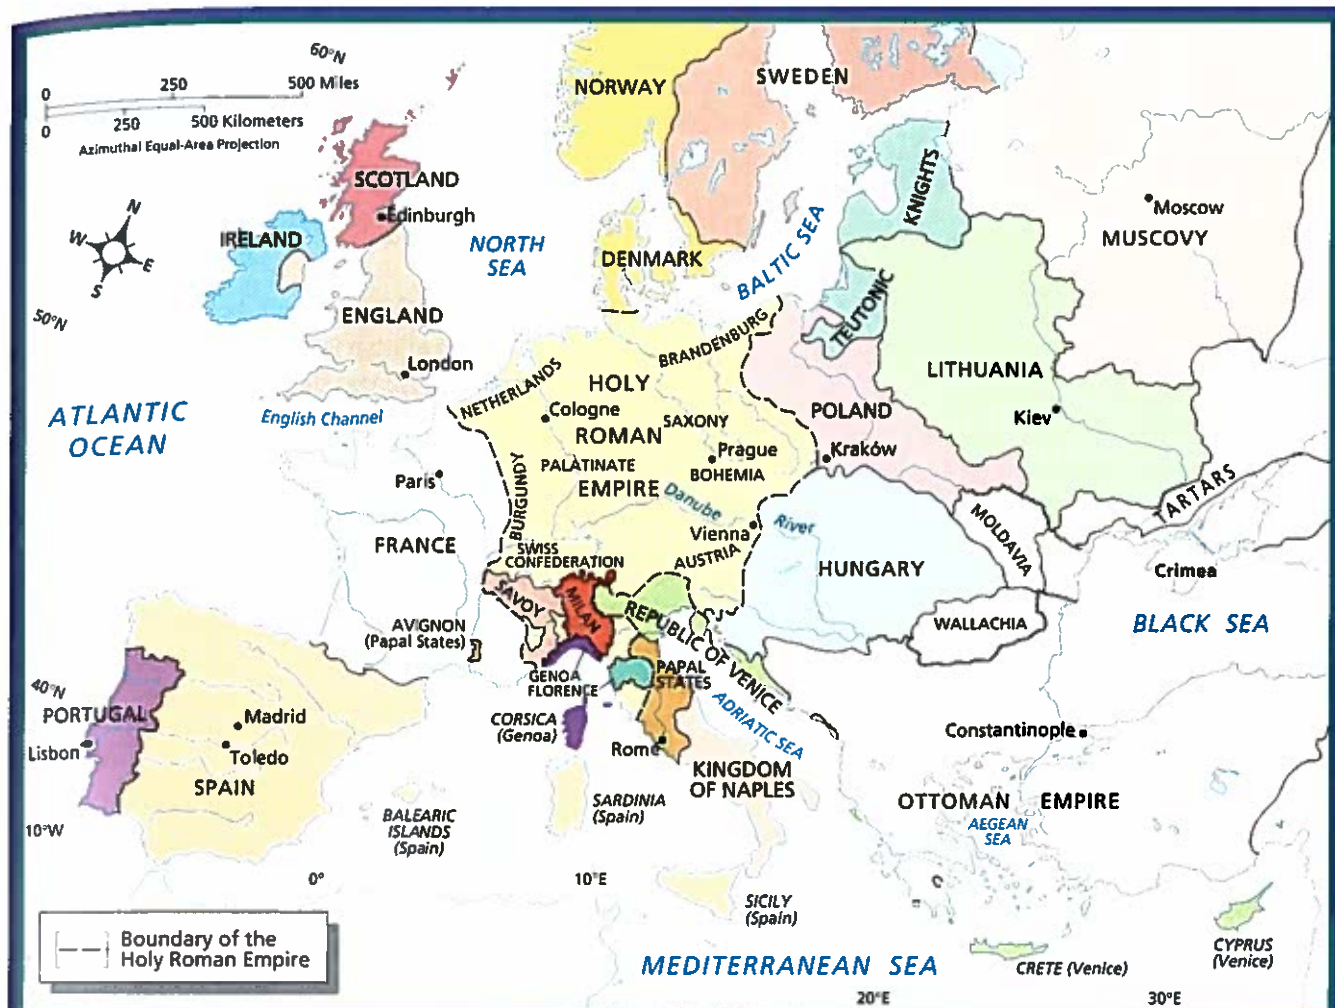 60°N
0 250 500 Miles
0 250 500 Kilometers
Azimuthal Equal-Area Projection
N
W
E
S
NORWAY
SWEDEN
SCOTLAND
Edinburgh
IRELAND
NORTH
SEA
DENMARK
BALTIC SEA
KNIGHTS
TEUTONIC
Moscow
MUSCOVY
50°N
ENGLAND
London
ATLANTIC
OCEAN
English Channel
NETHERLANDS
BRANDENBURG
HOLY
ROMAN
EMPIRE
Cologne
SAXONY
PALATINATE
Prague
BOHEMIA
BURGUNDY
Danube
River
Vienna
AUSTRIA
SWISS
CONFEDERATION
POLAND
Kraków
LITHUANIA
Kiev
TARTARS
MOLDAVIA
Crimea
HUNGARY
WALLACHIA
BLACK SEA
Paris
FRANCE
AVIGNON
(Papal States)
SAVOY
MILAN
REPUBLIC OF VENICE
GENOA
FLORENCE
PAPAL
STATES
CORSICA
(Genoa)
Rome
ADRIATIC SEA
KINGDOM
OF NAPLES
40°N
PORTUGAL
Lisbon
Madrid
Toledo
SPAIN
BALEARIC
ISLANDS
(Spain)
SARDINIA
(Spain)
SICILY
(Spain)
Constantinople
OTTOMAN EMPIRE
AEGEAN
SEA
10°W
0°
10°E
MEDITERRANEAN SEA
CRETE (Venice)
CYPRUS
(Venice)
20°E
30°E
Boundary of the
Holy Roman Empire